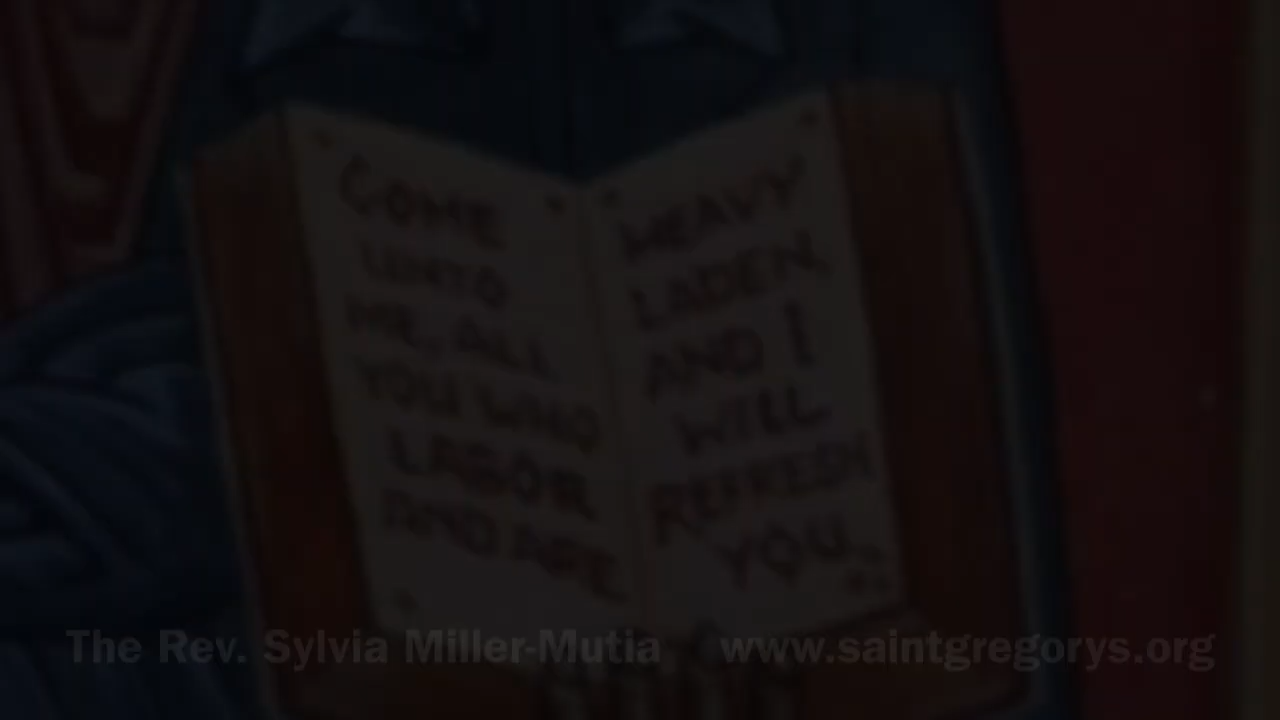 COME
UNTO
ME, ALL
YOU WHO
LABOR
AND ARE
HEAVY
LADEN,
AND I
WILL
REFRESH
YOU.
The Rev. Sylvia Miller-Mutia
www.saintgregorys.org